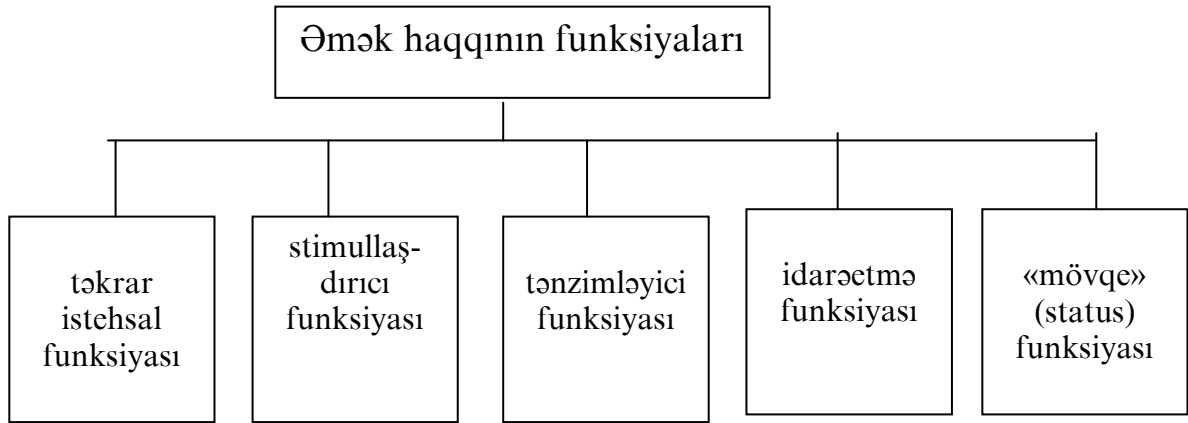 Əmək haqqının funksiyaları
təkrar
istehsal
funksiyası
stimullaş-
dırıcı
funksiyası
tənzimləyici
funksiyası
idarəetmə
funksiyası
«mövqe»
(status)
funksiyası